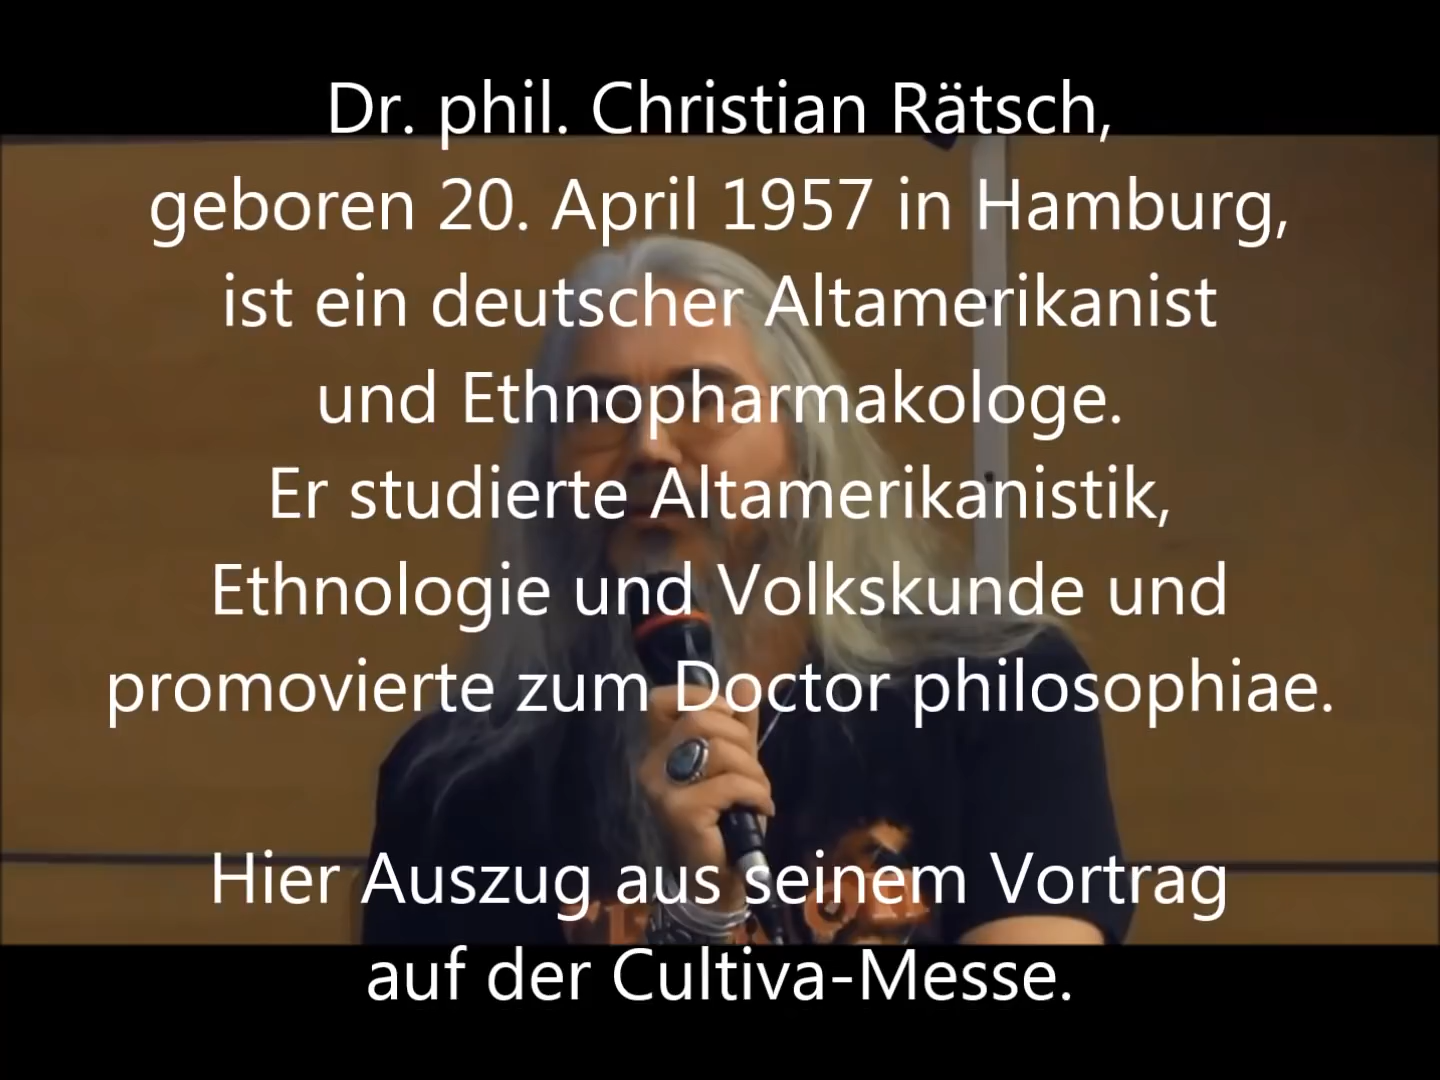 Dr. phil. Christian Rätsch,
geboren 20. April 1957 in Hamburg,
ist ein deutscher Altamerikanist
und Ethnopharmakologe.
Er studierte Altamerikanistik,
Ethnologie und Volkskunde und
promovierte zum Doctor philosophiae.
Hier Auszug aus seinem Vortrag
auf der Cultiva-Messe.